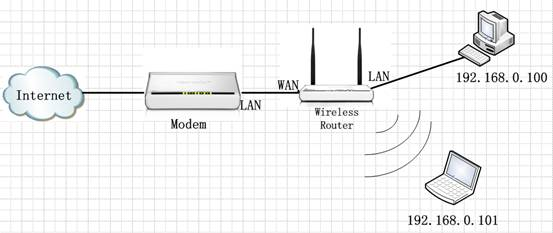 Internet
Modem
LAN
WAN
Wireless
Router
LAN
192.168.0.100
192.168.0.101